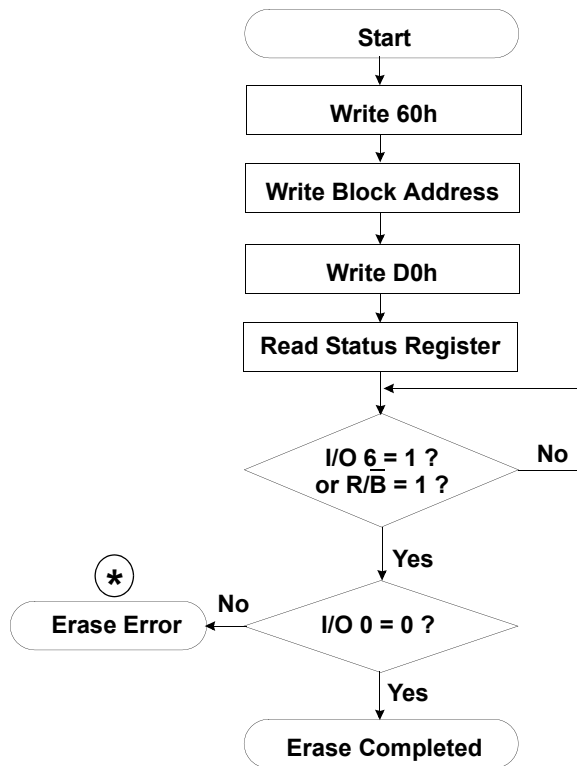 Start
Write 60h
Write Block Address
Write D0h
Read Status Register
I/O 6 = 1 ?
or R/B̅ = 1 ?
No
Yes
*
No
Erase Error
I/O 0 = 0 ?
Yes
Erase Completed